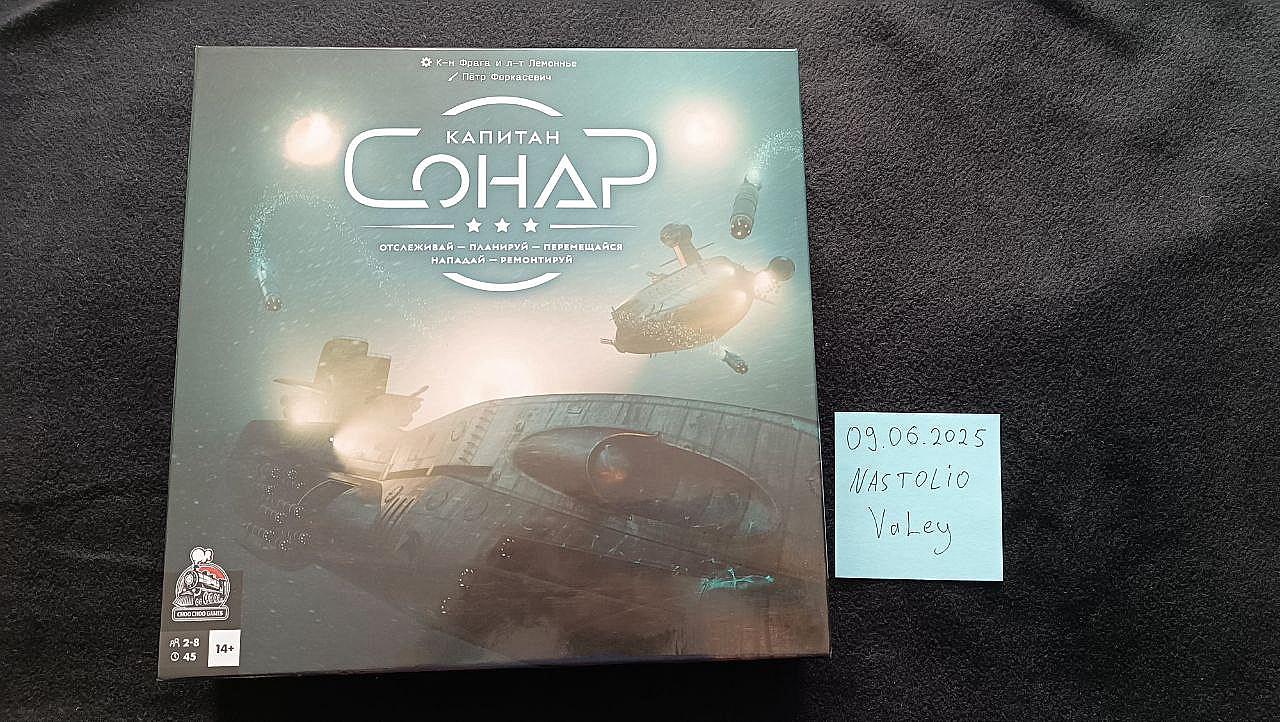 К-н Фрага и л-т Лемонье
Пётр Форкасевич
КАПИТАН
СОНАР
ОТСЛЕЖИВАЙ — ПЛАНИРУЙ — ПЕРЕМЕЩАЙСЯ
НАПАДАЙ — РЕМОНТИРУЙ
09.06.2025
NASTOLiO
VaLey
CHOO CHOO GAMES
2-8
45
14+